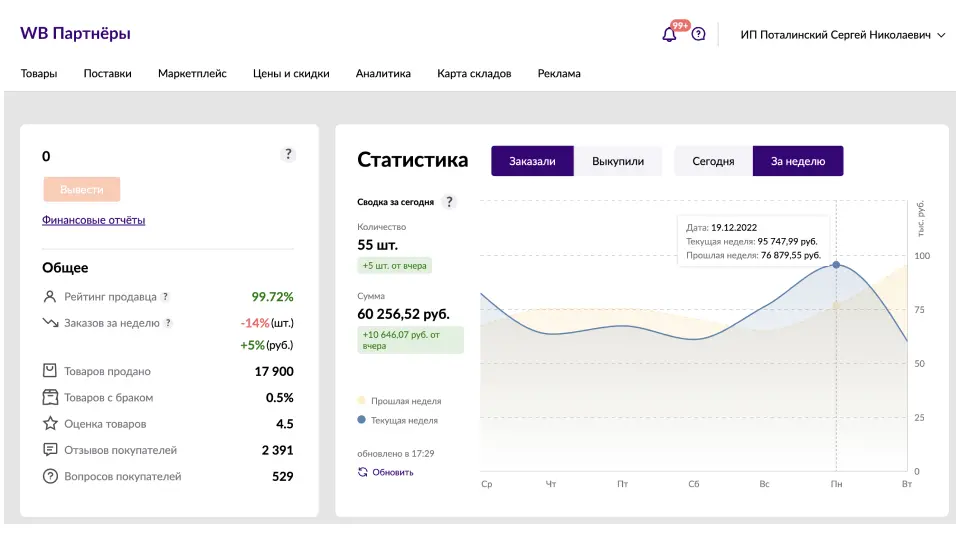 WB Партнёры
99+
?
ИП Поталинский Сергей Николаевич
Товары Поставки Маркетплейс Цены и скидки Аналитика Карта складов Реклама
0
?
Вывести
Финансовые отчёты
Общее
Рейтинг продавца ? 99.72%
Заказов за неделю ? -14%(шт.)
+5%(руб.)
Товаров продано 17 900
Товаров с браком 0.5%
Оценка товаров 4.5
Отзывов покупателей 2 391
Вопросов покупателей 529
Статистика Заказали Выкупили Сегодня За неделю
Сводка за сегодня ?
Количество
55 шт.
+5 шт. от вчера
Сумма
60 256,52 руб.
+10 646,07 руб. от
вчера
Прошлая неделя
Текущая неделя
обновлено в 17:29
Обновить
Дата: 19.12.2022
Текущая неделя: 95 747,99 руб.
Прошлая неделя: 76 879,55 руб.
тыс. руб.
100
75
50
25
0
Ср Чт Пт Сб Вс Пн Вт